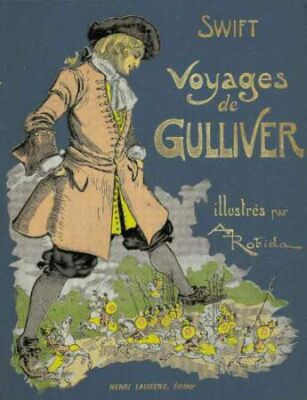 SWIFT
Voyages
de
GULLIVER
illustrés par
A. Robida
HENRI LAURENS, Éditeur